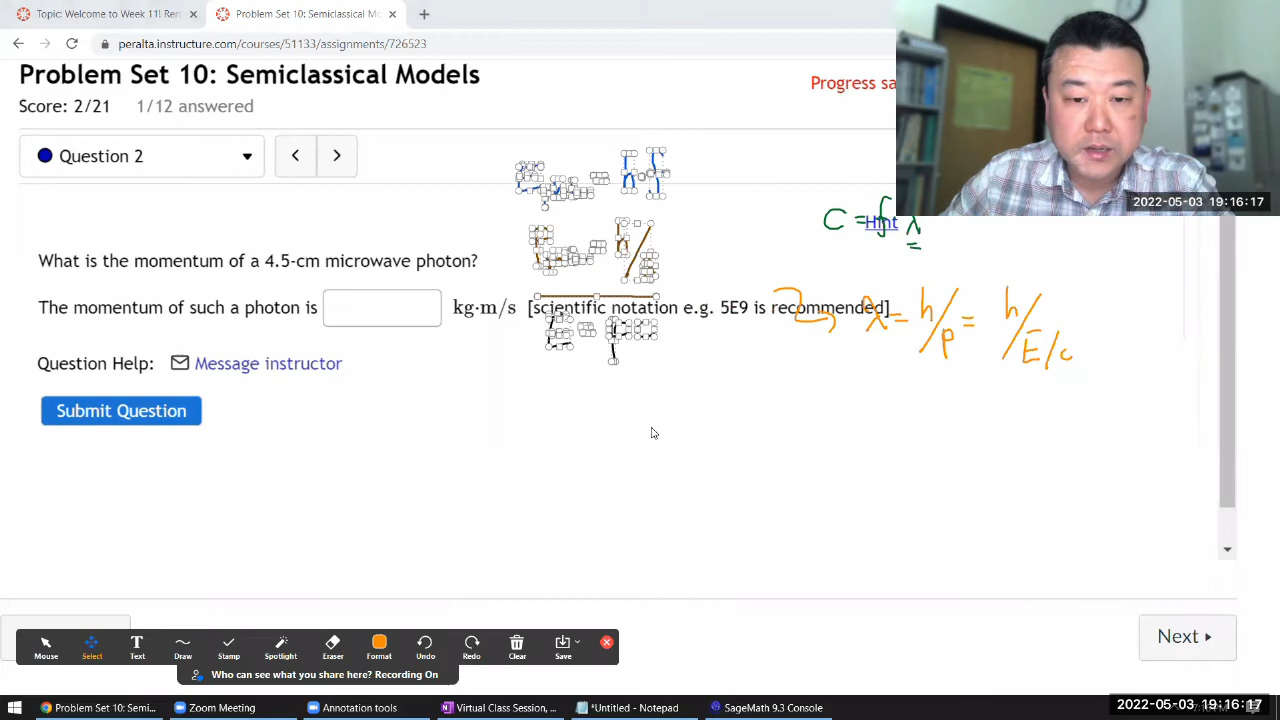 Topic: Welcome to Week 11!
Problem Set 10: Semiclassical Mo
peralta.instructure.com/courses/51133/assignments/726523
Problem Set 10: Semiclassical Models
Progress sa
Score: 2/21 1/12 answered
2022-05-03 19:16:17
Question 2
C = f λ
Hint
What is the momentum of a 4.5-cm microwave photon?
The momentum of such a photon is kg·m/s [scientific notation e.g. 5E9 is recommended]
λ = h/p = h/E/c
Question Help: Message instructor
Submit Question
Next
Mouse Select Text Draw Stamp Spotlight Eraser Format Undo Redo Clear Save
Who can see what you share here? Recording On
Problem Set 10: Semi... Zoom Meeting Annotation tools Virtual Class Session, ... *Untitled - Notepad SageMath 9.3 Console 2022-05-03 19:16:17